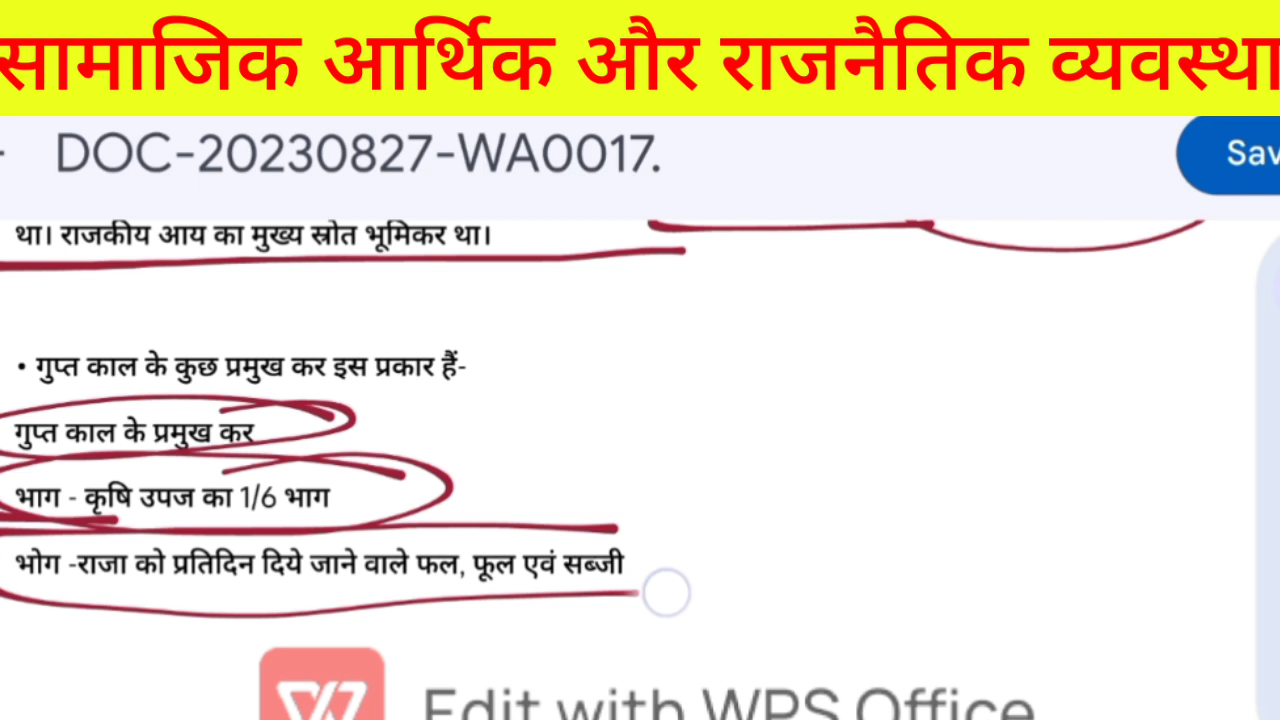 सामाजिक आर्थिक और राजनैतिक व्यवस्था
DOC-20230827-WA0017.
Sav
था। राजकीय आय का मुख्य स्रोत भूमिकर था।
• गुप्त काल के कुछ प्रमुख कर इस प्रकार हैं-
गुप्त काल के प्रमुख कर
भाग - कृषि उपज का 1/6 भाग
भोग -राजा को प्रतिदिन दिये जाने वाले फल, फूल एवं सब्जी
Edit with WPS Office